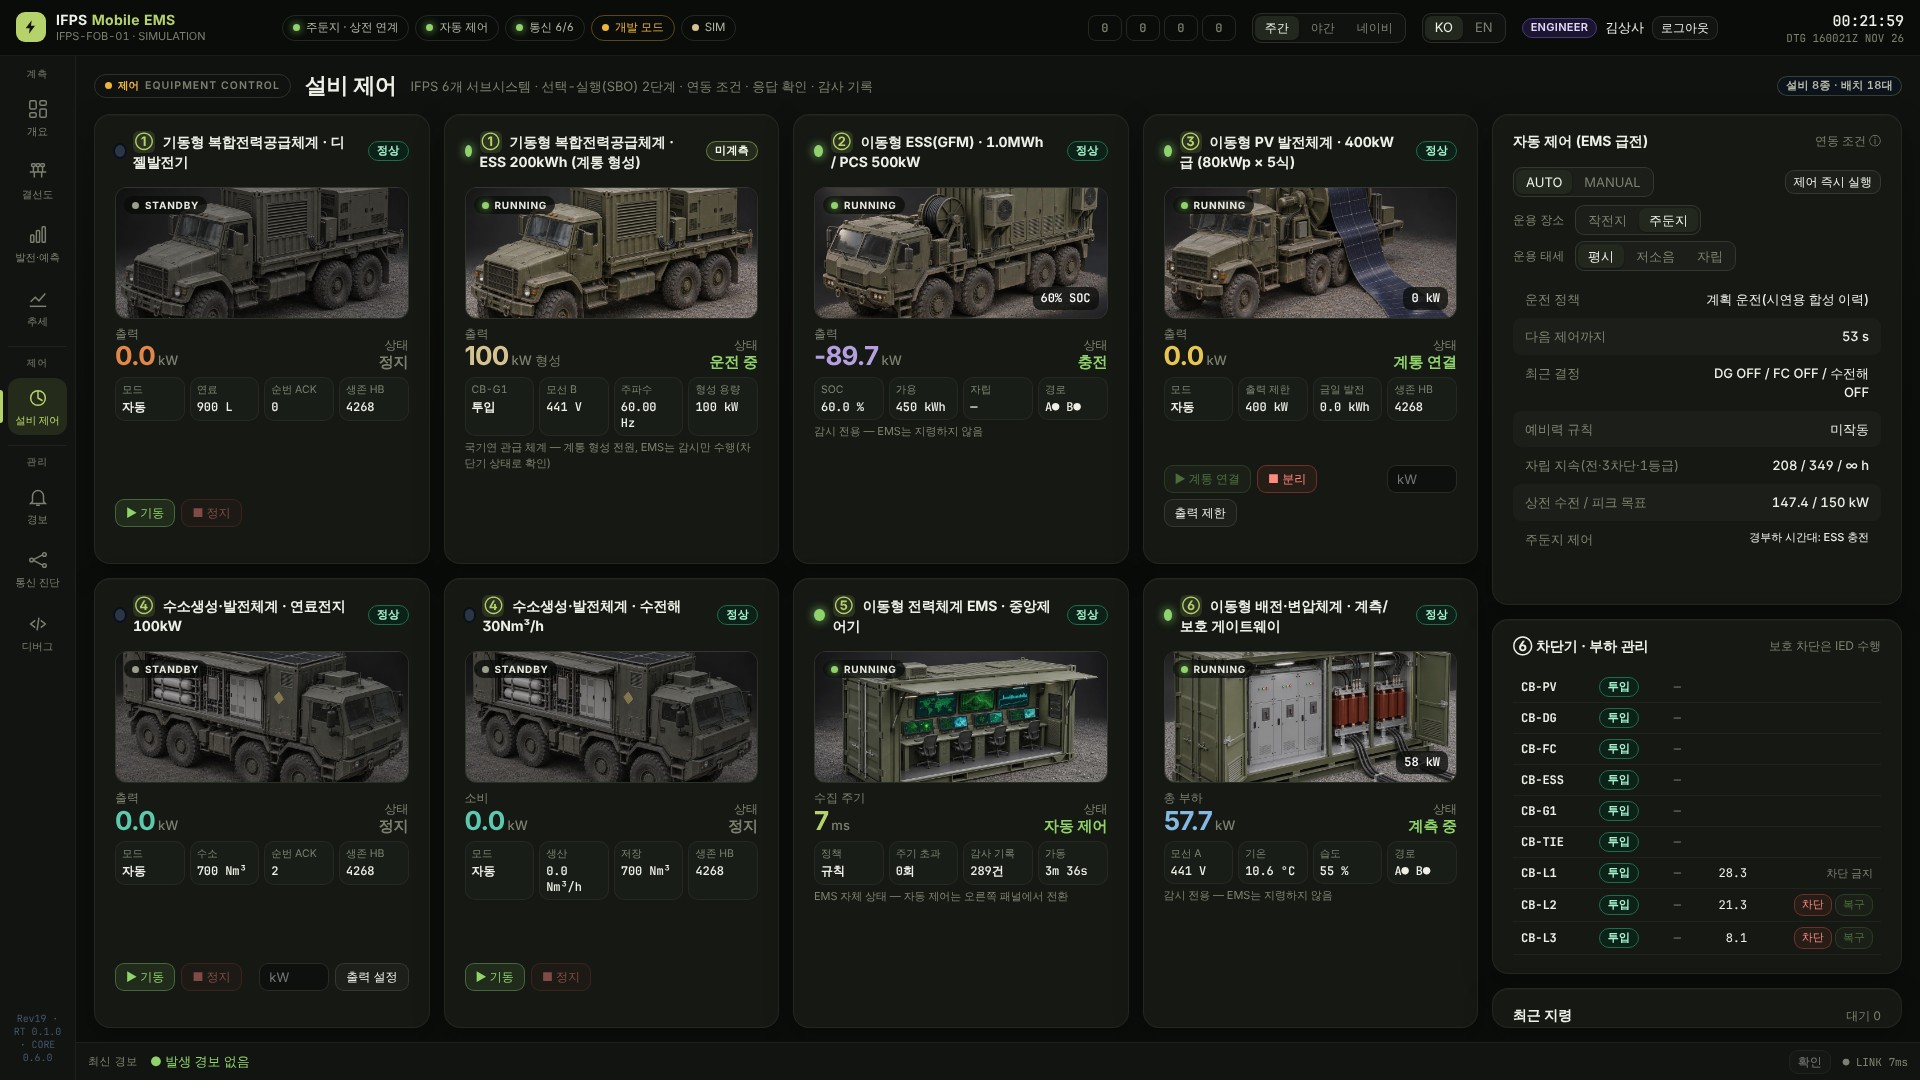 IFPS Mobile EMS
IFPS-FOB-01 · SIMULATION
주둔지 · 상전 연계
자동 제어
통신 6/6
개발 모드
SIM
0 0 0 0
주간 야간 네이비
KO EN
ENGINEER 김상사 로그아웃
00:21:59
DTG 160021Z NOV 26
계측
개요
결선도
발전·예측
추세
제어
설비 제어
관리
경보
통신 진단
디버그
Rev19 ·
RT 0.1.0
· CORE
0.6.0
제어 EQUIPMENT CONTROL
설비 제어
IFPS 6개 서브시스템 · 선택-실행(SBO) 2단계 · 연동 조건 · 응답 확인 · 감사 기록
설비 8종 · 배치 18대
① 기동형 복합전력공급체계 · 디
젤발전기
정상
STANDBY
출력
0.0 kW
상태
정지
모드 연료 순번 ACK 생존 HB
자동 900 L 0 4268
▶ 기동 ■ 정지
① 기동형 복합전력공급체계 ·
ESS 200kWh (계통 형성)
미계측
RUNNING
출력
100 kW 형성
상태
운전 중
CB-G1 모선 B 주파수 형성 용량
투입 441 V 60.00 100 kW
Hz
국기연 관급 체계 — 계통 형성 전원, EMS는 감시만 수행(차
단기 상태로 확인)
② 이동형 ESS(GFM) · 1.0MWh
/ PCS 500kW
정상
RUNNING
60% SOC
출력
-89.7 kW
상태
충전
SOC 가용 자립 경로
60.0 % 450 kWh — A● B●
감시 전용 — EMS는 지령하지 않음
③ 이동형 PV 발전체계 · 400kW
급 (80kWp × 5식)
정상
RUNNING
0 kW
출력
0.0 kW
상태
계통 연결
모드 출력 제한 금일 발전 생존 HB
자동 400 kW 0.0 kWh 4268
▶ 계통 연결 ■ 분리 kW
출력 제한
④ 수소생성·발전체계 · 연료전지
100kW
정상
STANDBY
출력
0.0 kW
상태
정지
모드 수소 순번 ACK 생존 HB
자동 700 Nm³ 2 4268
▶ 기동 ■ 정지 kW 출력 설정
④ 수소생성·발전체계 · 수전해
30Nm³/h
정상
STANDBY
소비
0.0 kW
상태
정지
모드 생산 저장 생존 HB
자동 0.0 700 Nm³ 4268
Nm³/h
▶ 기동 ■ 정지
⑤ 이동형 전력체계 EMS · 중앙제
어기
정상
RUNNING
수집 주기
7 ms
상태
자동 제어
정책 주기 초과 감사 기록 가동
규칙 0회 289건 3m 36s
EMS 자체 상태 — 자동 제어는 오른쪽 패널에서 전환
⑥ 이동형 배전·변압체계 · 계측/
보호 게이트웨이
정상
RUNNING
58 kW
총 부하
57.7 kW
상태
계측 중
모선 A 기온 습도 경로
441 V 10.6 °C 55 % A● B●
감시 전용 — EMS는 지령하지 않음
자동 제어 (EMS 급전)
연동 조건 ⓘ
AUTO MANUAL
제어 즉시 실행
운용 장소 작전지 주둔지
운용 태세 평시 저소음 자립
운전 정책 계획 운전(시연용 합성 이력)
다음 제어까지 53 s
최근 결정 DG OFF / FC OFF / 수전해
OFF
예비력 규칙 미작동
자립 지속(전·3차단·1등급) 208 / 349 / ∞ h
상전 수전 / 피크 목표 147.4 / 150 kW
주둔지 제어 경부하 시간대: ESS 충전
⑥ 차단기 · 부하 관리
보호 차단은 IED 수행
CB-PV 투입 —
CB-DG 투입 —
CB-FC 투입 —
CB-ESS 투입 —
CB-G1 투입 —
CB-TIE 투입 —
CB-L1 투입 — 28.3 차단 금지
CB-L2 투입 — 21.3 차단 복구
CB-L3 투입 — 8.1 차단 복구
최근 지령
대기 0
최신 경보 발생 경보 없음
확인
LINK 7ms